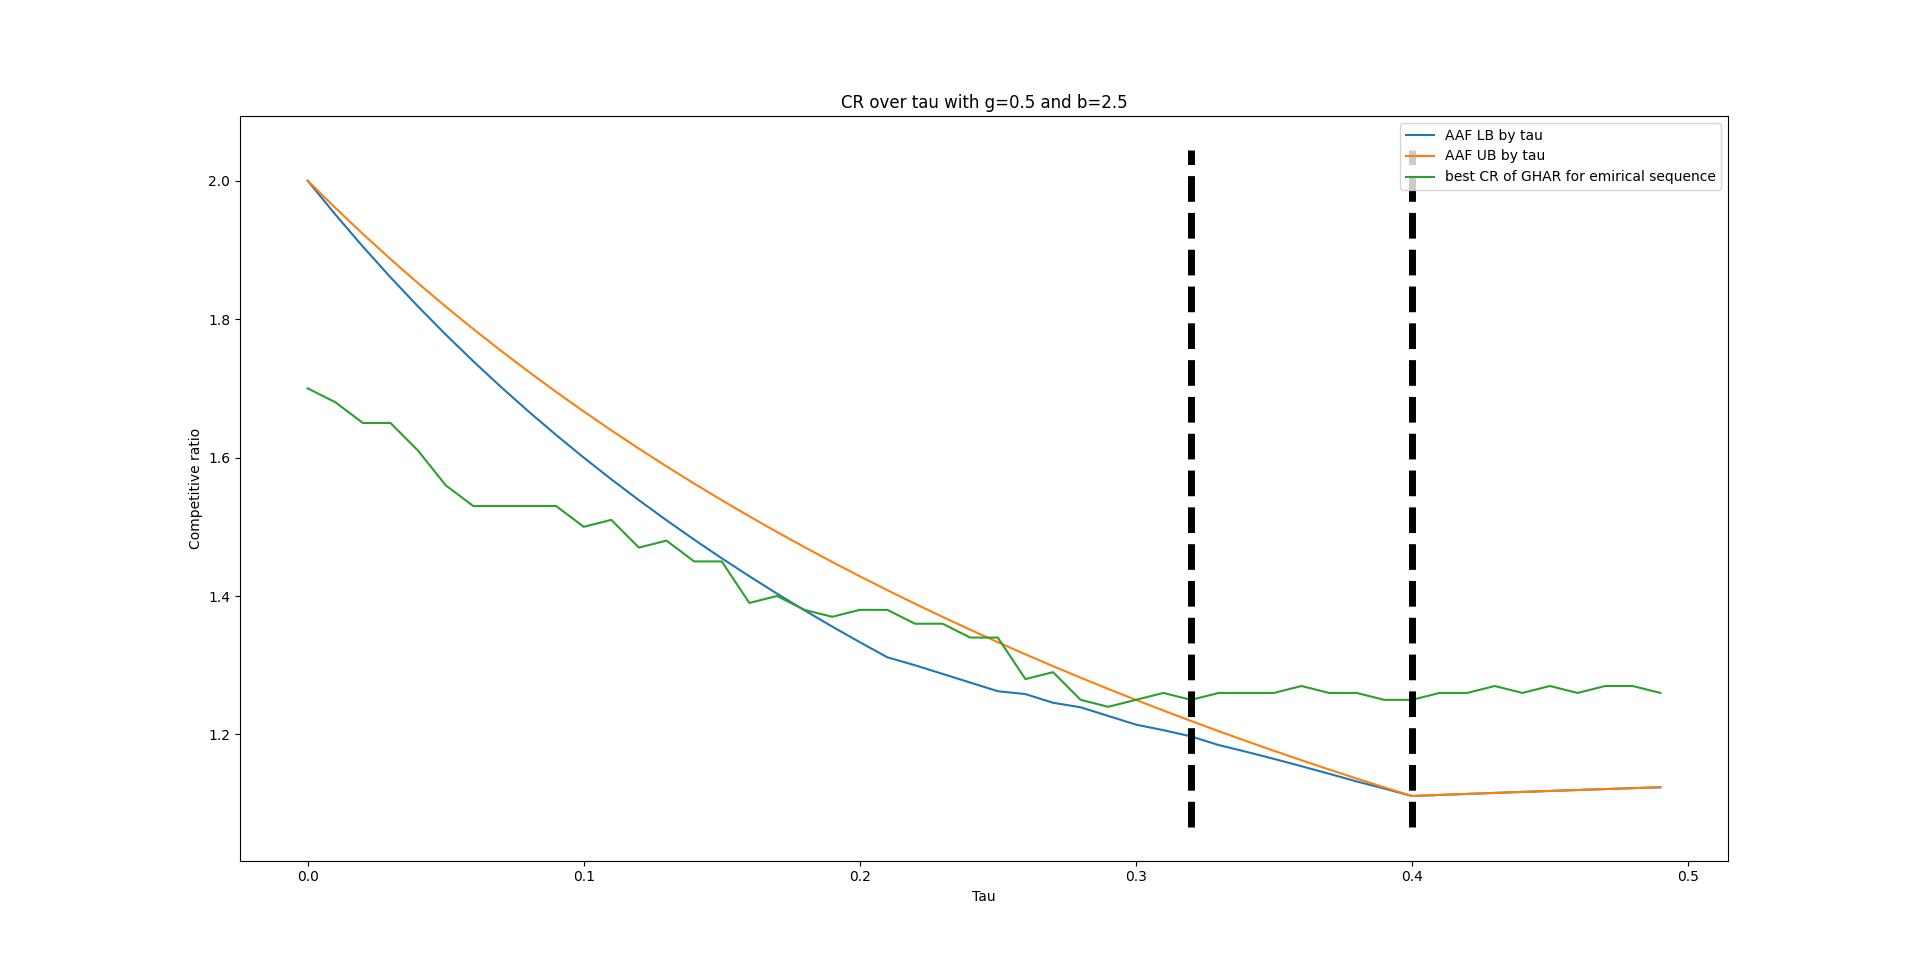 CR over tau with g=0.5 and b=2.5
AAF LB by tau
AAF UB by tau
best CR of GHAR for emirical sequence
Competitive ratio
2.0
1.8
1.6
1.4
1.2
0.0 0.1 0.2 0.3 0.4 0.5
Tau